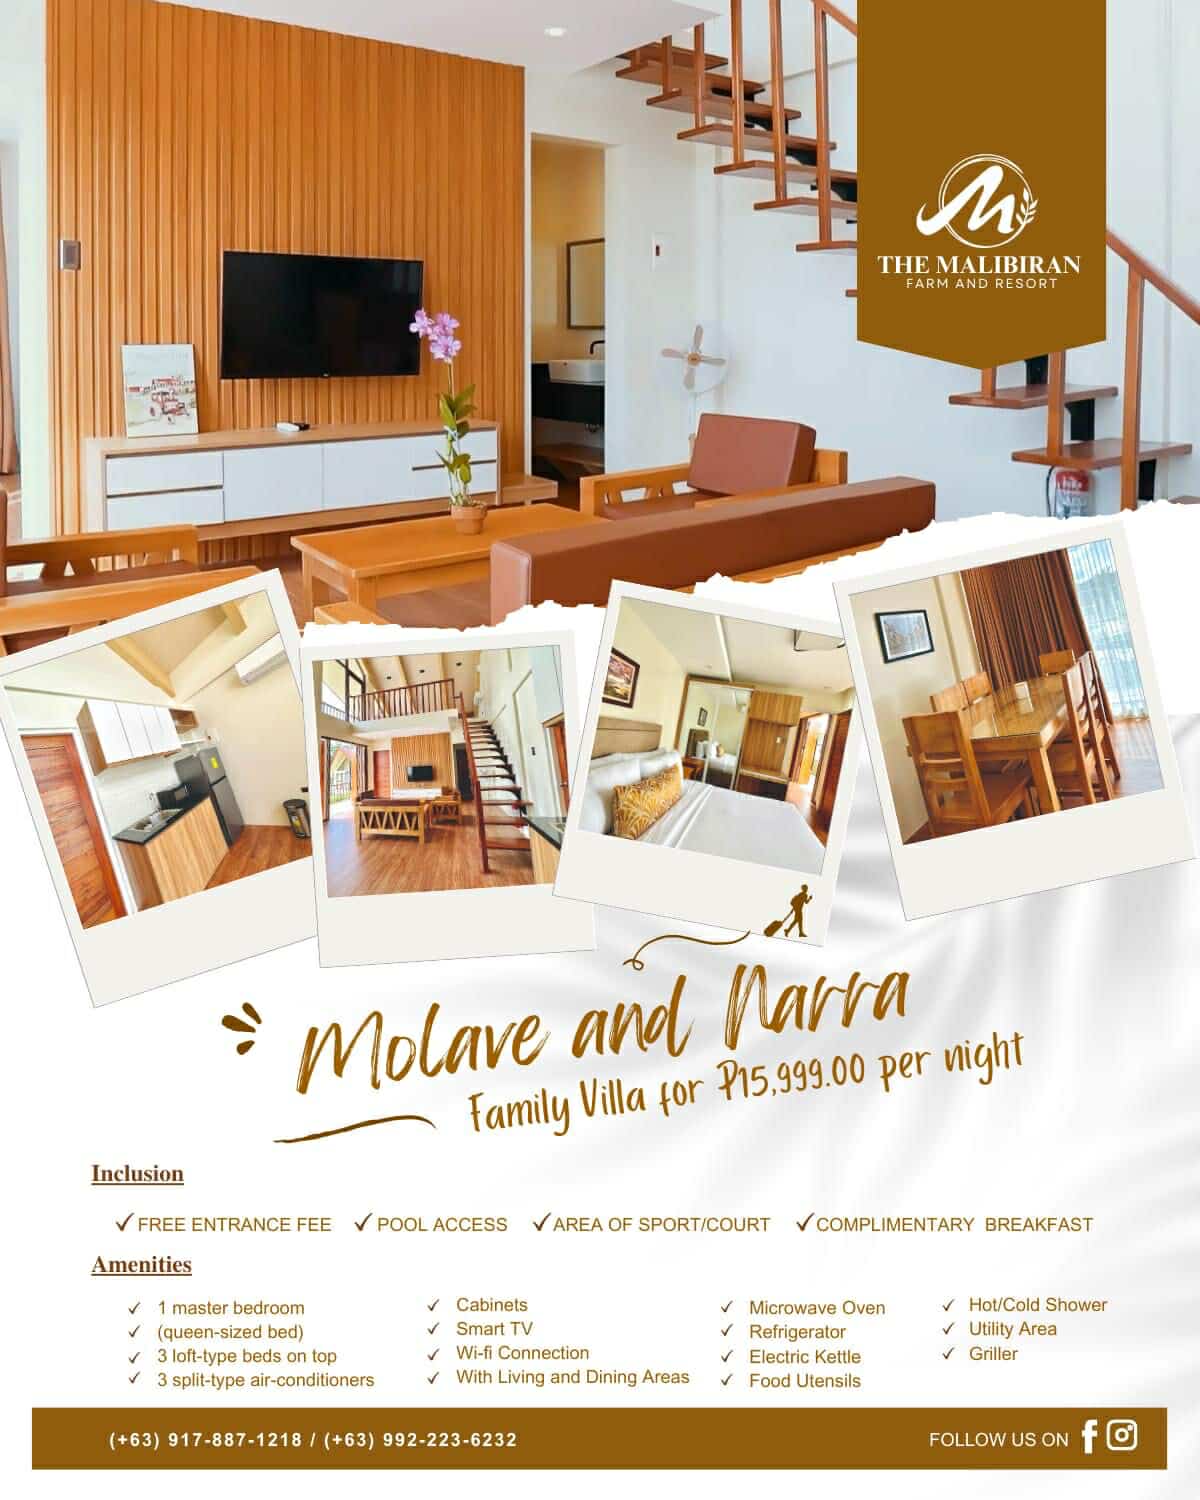 THE MALIBIRAN
FARM AND RESORT
Molave and Narra
Family Villa for ₱15,999.00 per night
Inclusion
FREE ENTRANCE FEE
POOL ACCESS
AREA OF SPORT/COURT
COMPLIMENTARY BREAKFAST
Amenities
1 master bedroom
(queen-sized bed)
3 loft-type beds on top
3 split-type air-conditioners
Cabinets
Smart TV
Wi-fi Connection
With Living and Dining Areas
Microwave Oven
Refrigerator
Electric Kettle
Food Utensils
Hot/Cold Shower
Utility Area
Griller
(+63) 917-887-1218 / (+63) 992-223-6232
FOLLOW US ON